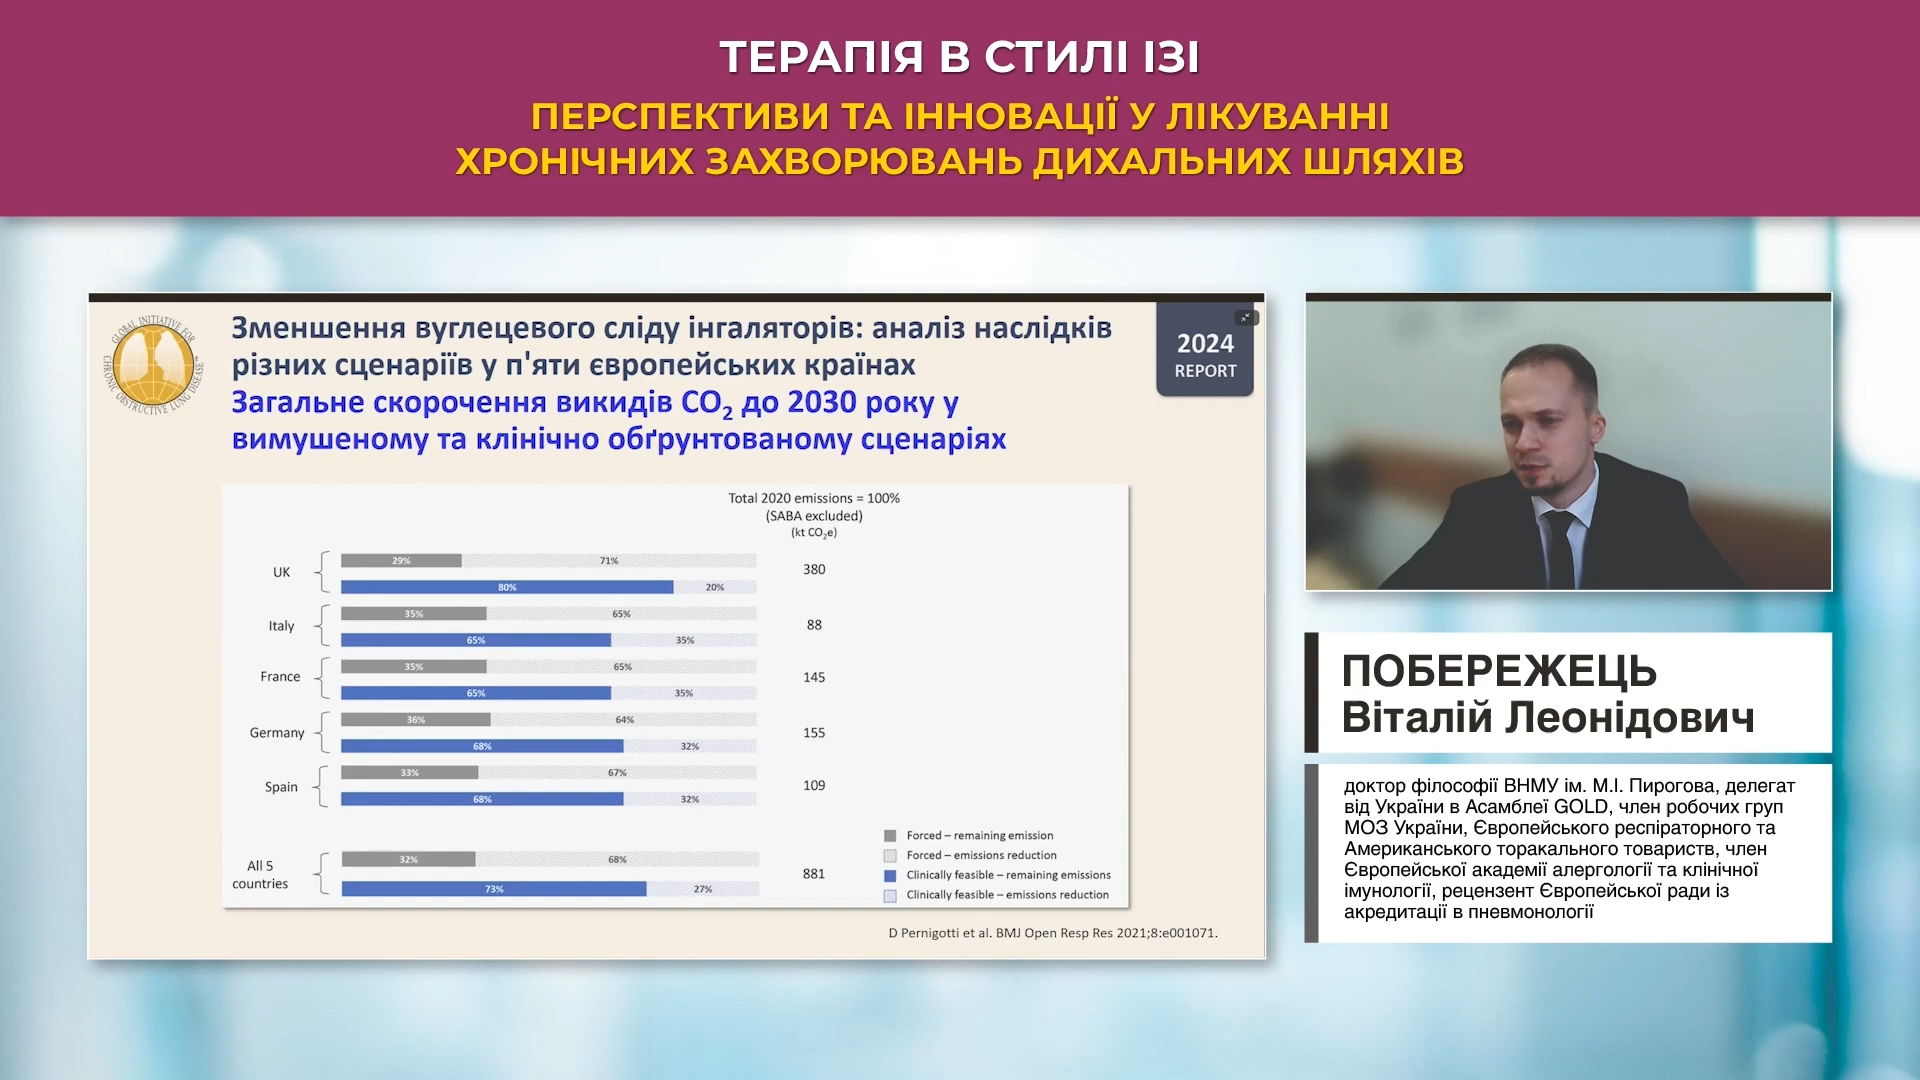 ТЕРАПІЯ В СТИЛІ ІЗІ
ПЕРСПЕКТИВИ ТА ІННОВАЦІЇ У ЛІКУВАННІ
ХРОНІЧНИХ ЗАХВОРЮВАНЬ ДИХАЛЬНИХ ШЛЯХІВ
GLOBAL INITIATIVE FOR
CHRONIC OBSTRUCTIVE LUNG DISEASE
Зменшення вуглецевого сліду інгаляторів: аналіз наслідків
різних сценаріїв у п'яти європейських країнах
Загальне скорочення викидів CO2 до 2030 року у
вимушеному та клінічно обґрунтованому сценаріях
2024
REPORT
Total 2020 emissions = 100%
(SABA excluded)
(kt CO2e)
UK
29% 71%
80% 20%
380
Italy
35% 65%
65% 35%
88
France
35% 65%
65% 35%
145
Germany
36% 64%
68% 32%
155
Spain
33% 67%
68% 32%
109
All 5
countries
32% 68%
73% 27%
881
Forced – remaining emission
Forced – emissions reduction
Clinically feasible – remaining emissions
Clinically feasible – emissions reduction
D Pernigotti et al. BMJ Open Resp Res 2021;8:e001071.
ПОБЕРЕЖЕЦЬ
Віталій Леонідович
доктор філософії ВНМУ ім. М.І. Пирогова, делегат
від України в Асамблеї GOLD, член робочих груп
МОЗ України, Європейського респіраторного та
Американського торакального товариств, член
Європейської академії алергології та клінічної
імунології, рецензент Європейської ради із
акредитації в пневмонології